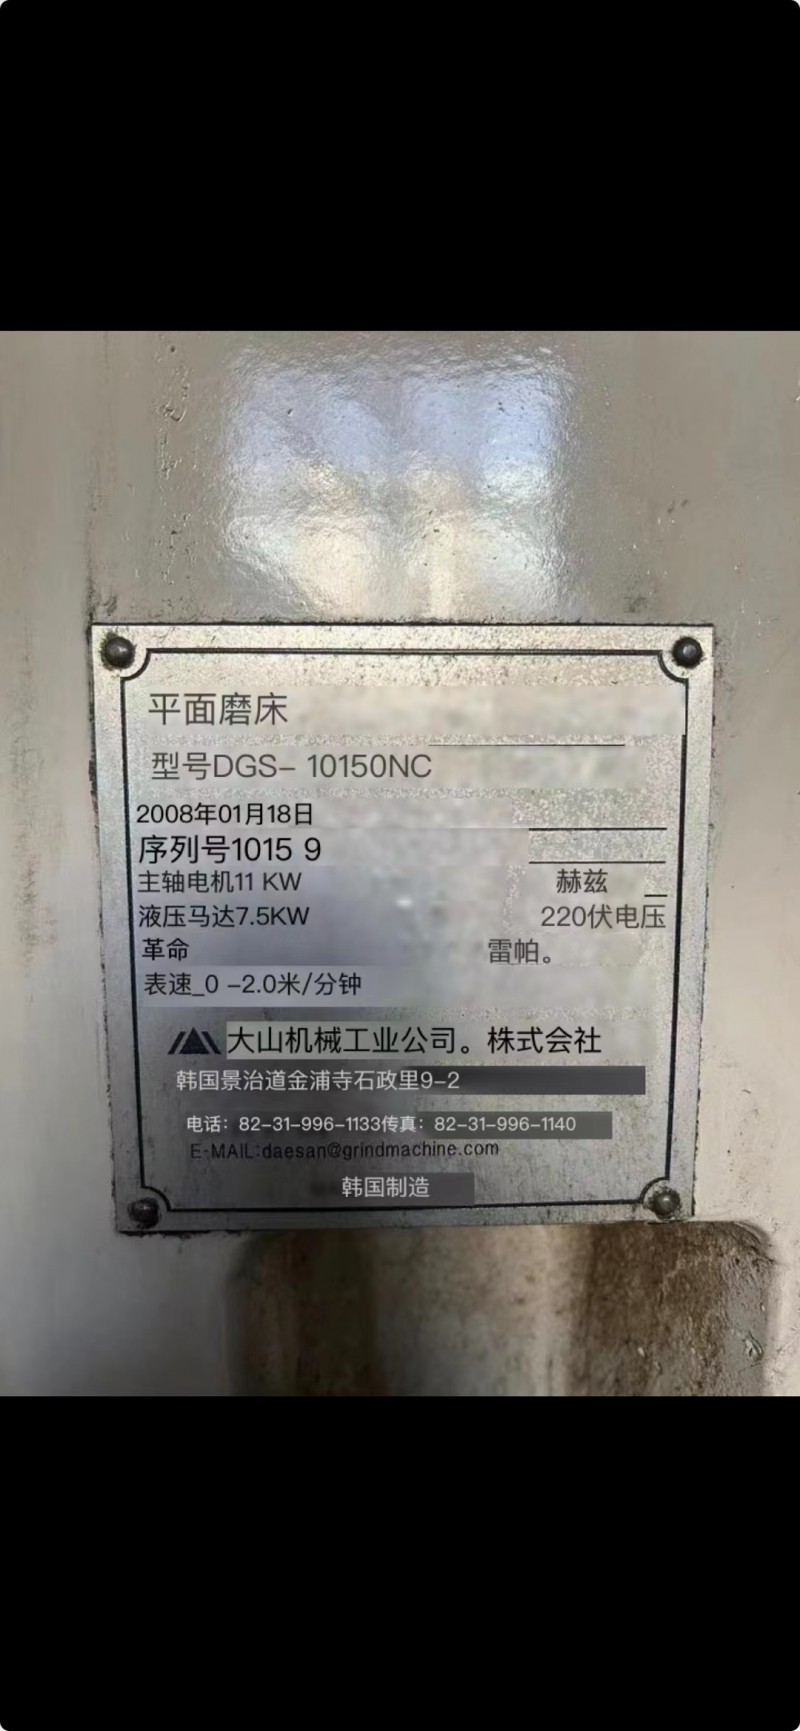 平面磨床
型号DGS- 10150NC
2008年01月18日
序列号1015 9
主轴电机11 KW 赫兹
液压马达7.5KW 220伏电压
革命 雷帕。
表速_0 -2.0米/分钟
大山机械工业公司。株式会社
韩国景治道金浦寺石政里9-2
电话：82-31-996-1133传真：82-31-996-1140
E-MAIL:daesan@grindmachine.com
韩国制造